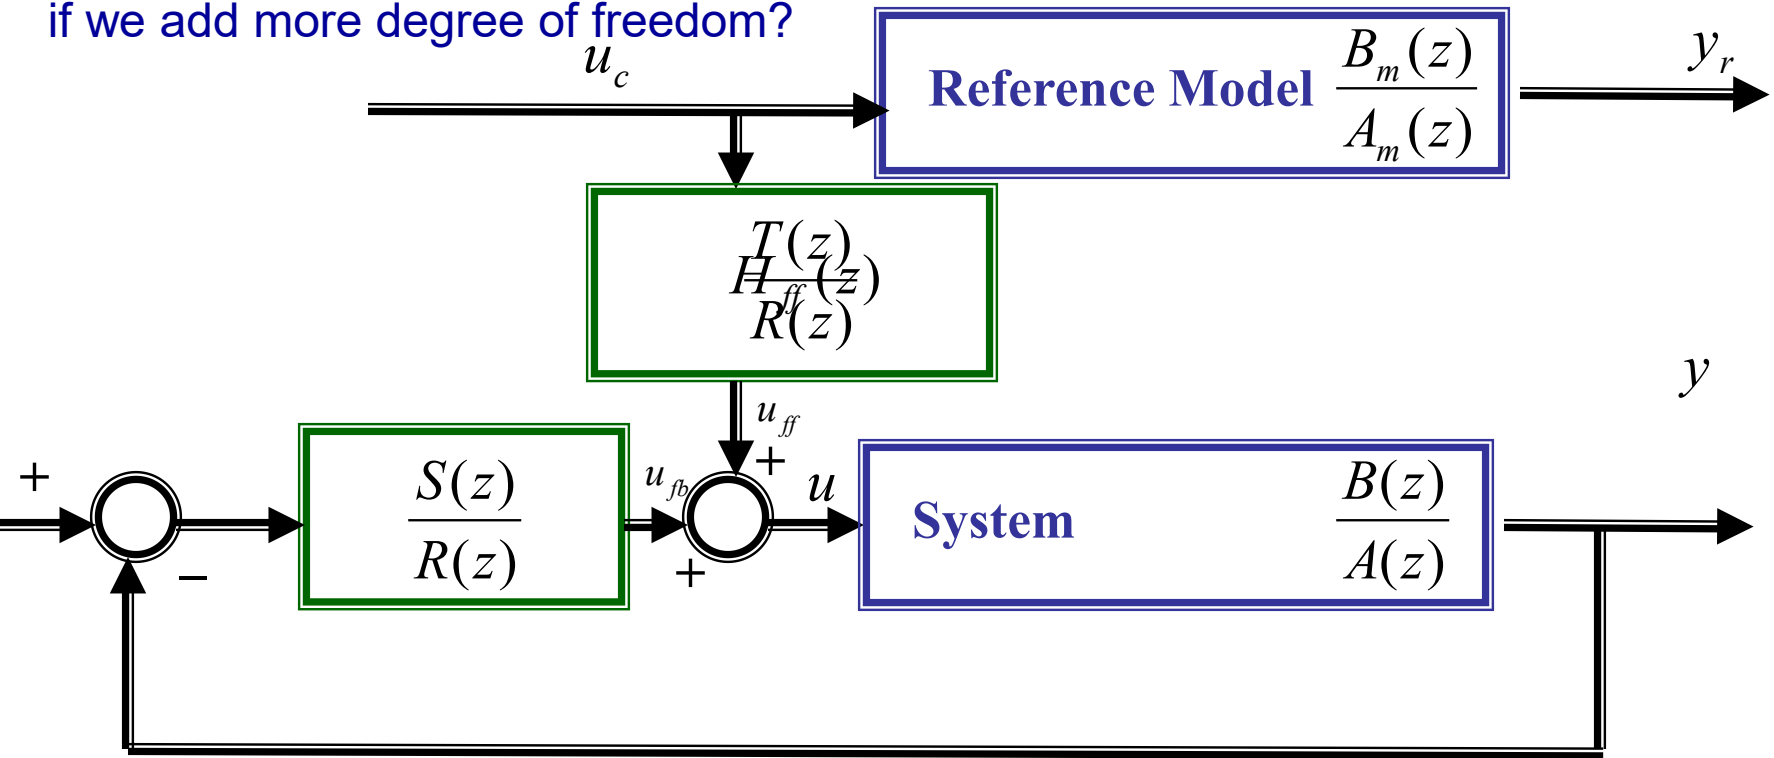 if we add more degree of freedom?
u_c
Reference Model B_m(z)
A_m(z)
y_r
T(z)
H_ff(z)
R(z)
y
u_ff
+
+
S(z)
R(z)
u_fb
u
System
B(z)
A(z)
−
+